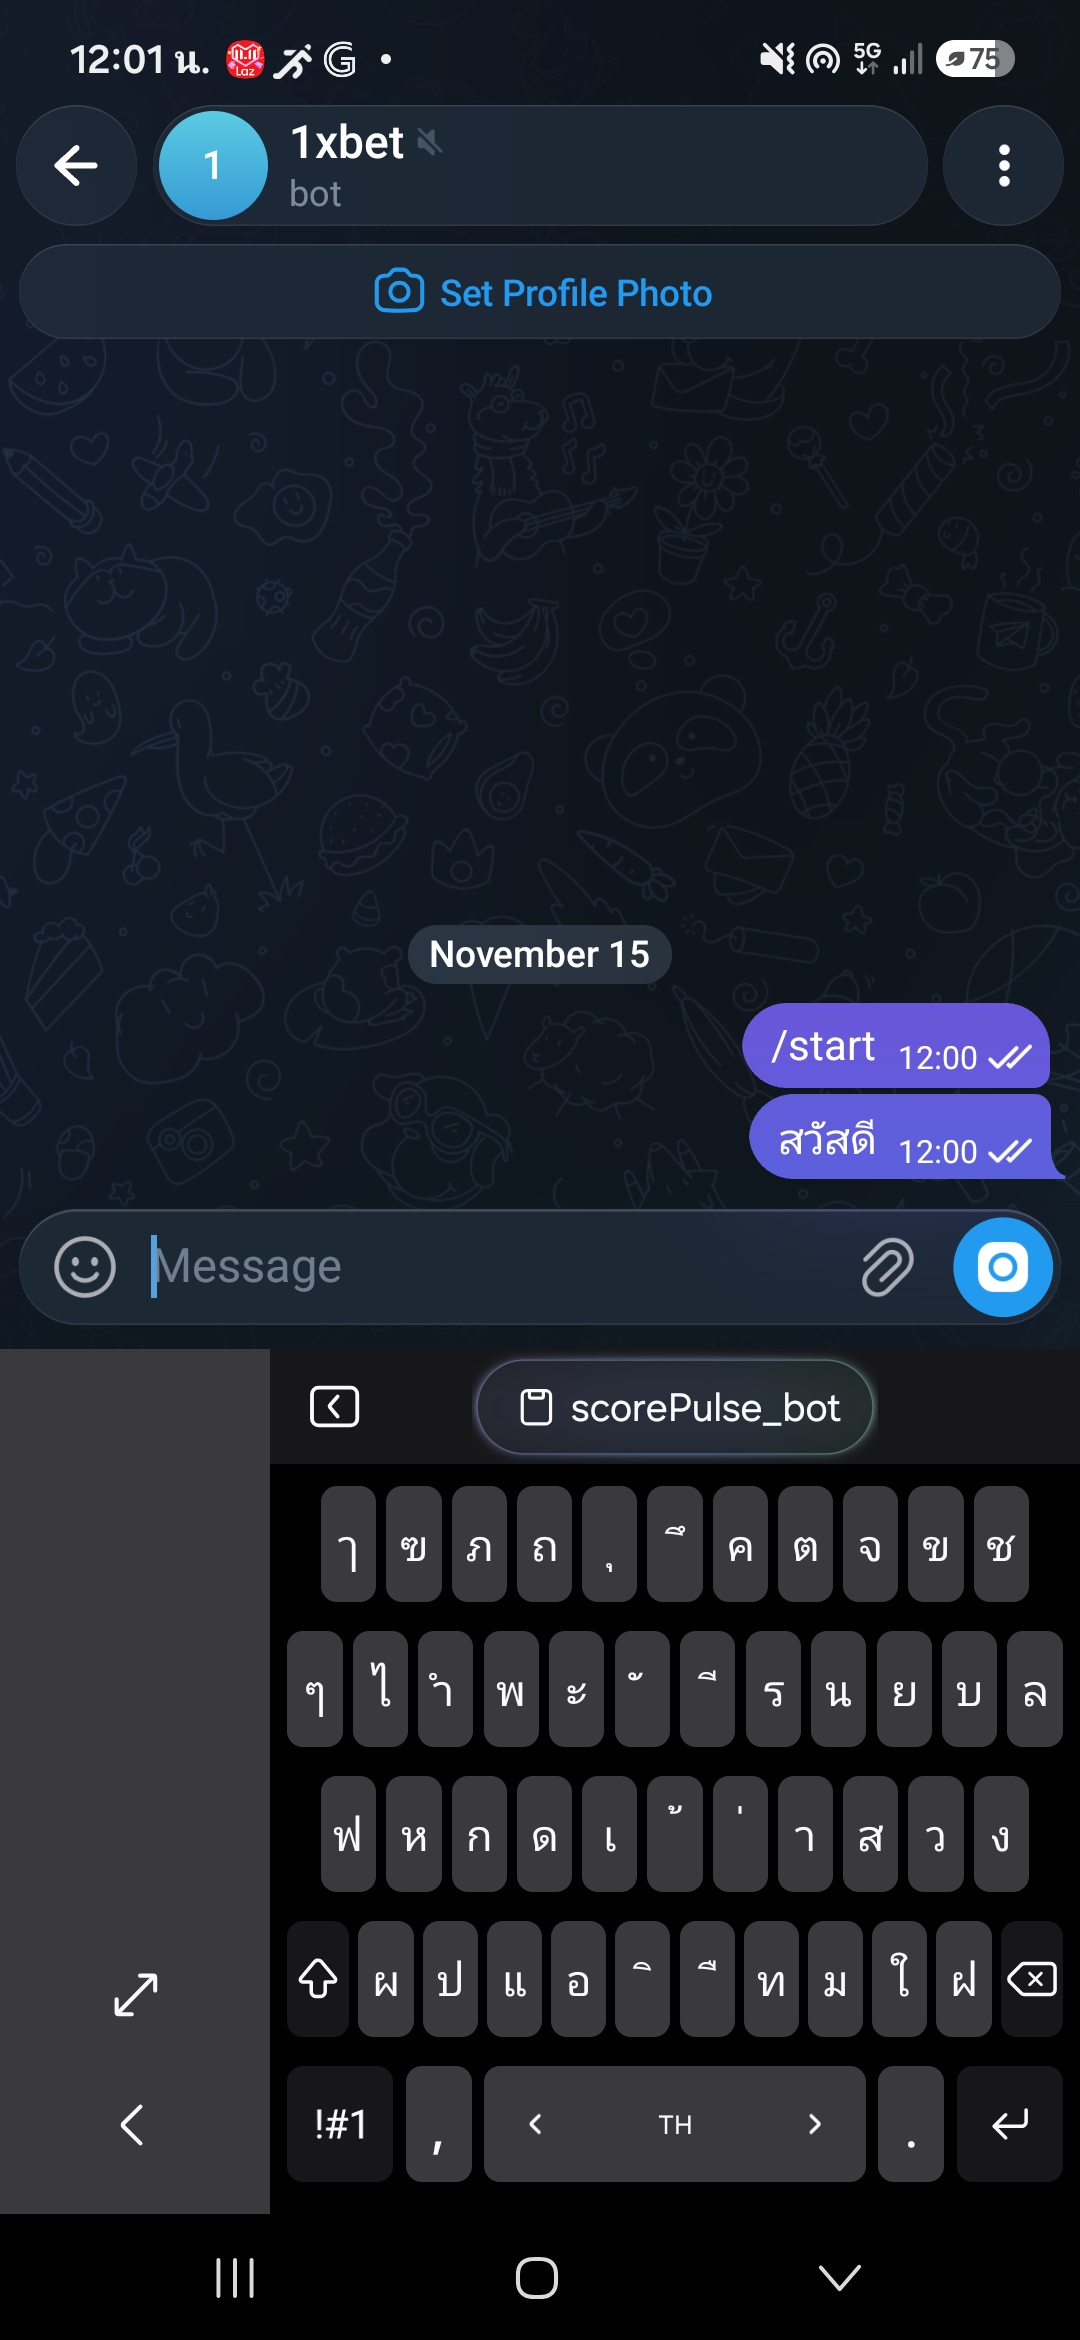 12:01 น.
Laz
G
5G
75
1
1xbet
bot
Set Profile Photo
November 15
/start 12:00
สวัสดี 12:00
Message
scorePulse_bot
ๅ ฃ ภ ถ ุ ึ ค ต จ ข ช
ๆ ไ ำ พ ะ ั ี ร น ย บ ล
ฟ ห ก ด เ ้ ่ า ส ว ง
ผ ป แ อ ิ ื ท ม ใ ฝ
!#1 , TH .